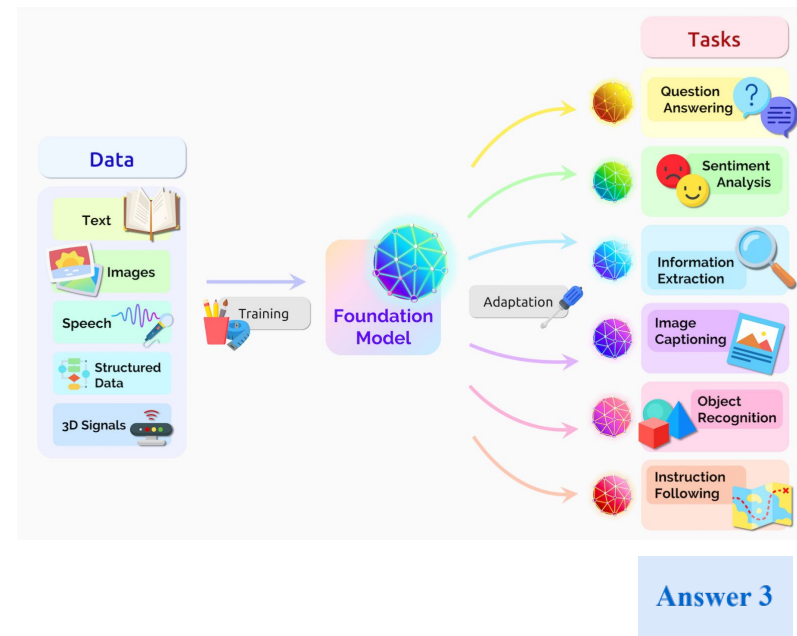 Tasks
Question
Answering
Data
Sentiment
Analysis
Text
Images
Information
Extraction
Speech
Training
Foundation
Model
Adaptation
Image
Captioning
Structured
Data
3D Signals
Object
Recognition
Instruction
Following
Answer 3